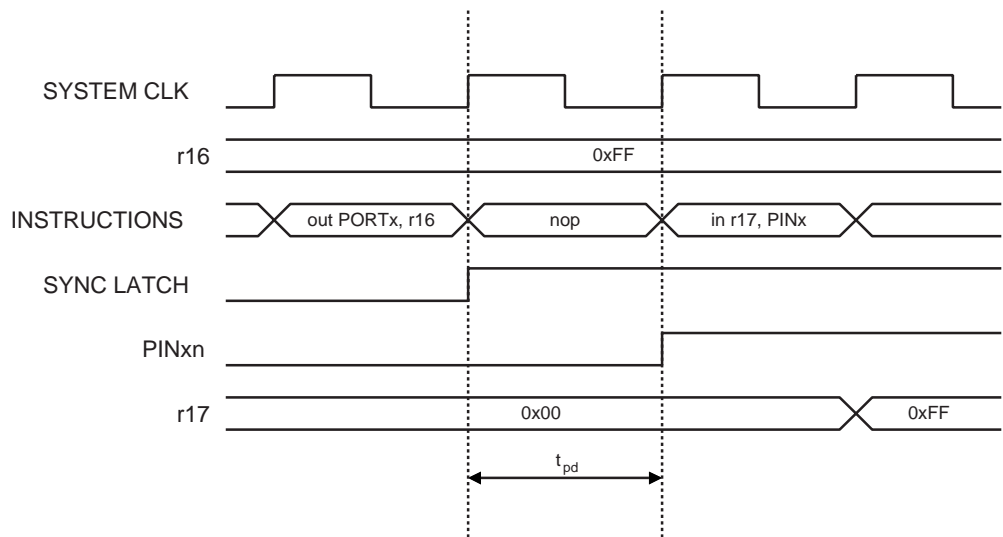 SYSTEM CLK
r16
0xFF
INSTRUCTIONS
out PORTx, r16
nop
in r17, PINx
SYNC LATCH
PINxn
r17
0x00
0xFF
tpd